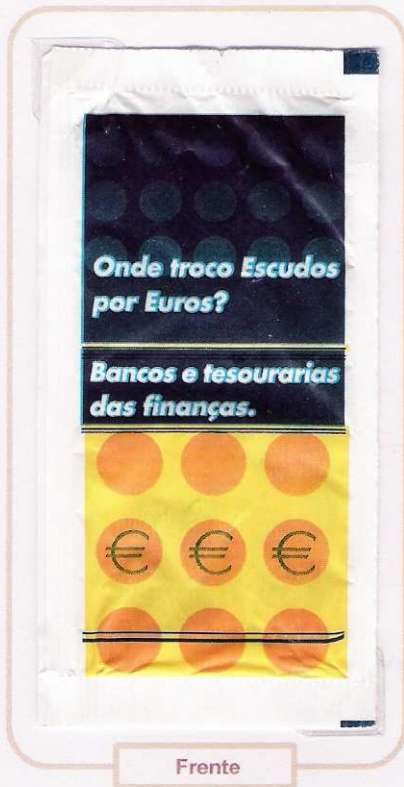 Onde troco Escudos
por Euros?
Bancos e tesourarias
das finanças.
€ € €
Frente